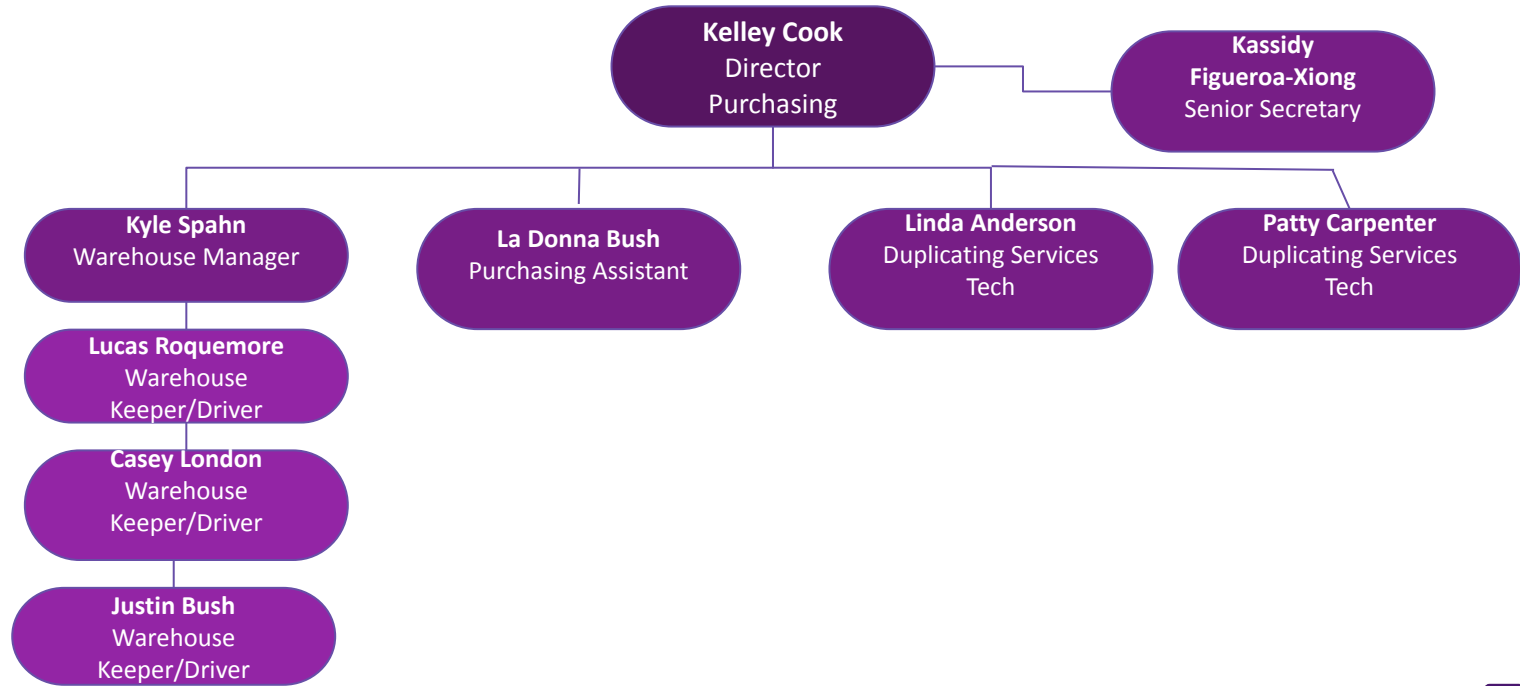 Kelley Cook
Director
Purchasing
Kassidy
Figueroa-Xiong
Senior Secretary
Kyle Spahn
Warehouse Manager
La Donna Bush
Purchasing Assistant
Linda Anderson
Duplicating Services
Tech
Patty Carpenter
Duplicating Services
Tech
Lucas Roquemore
Warehouse
Keeper/Driver
Casey London
Warehouse
Keeper/Driver
Justin Bush
Warehouse
Keeper/Driver